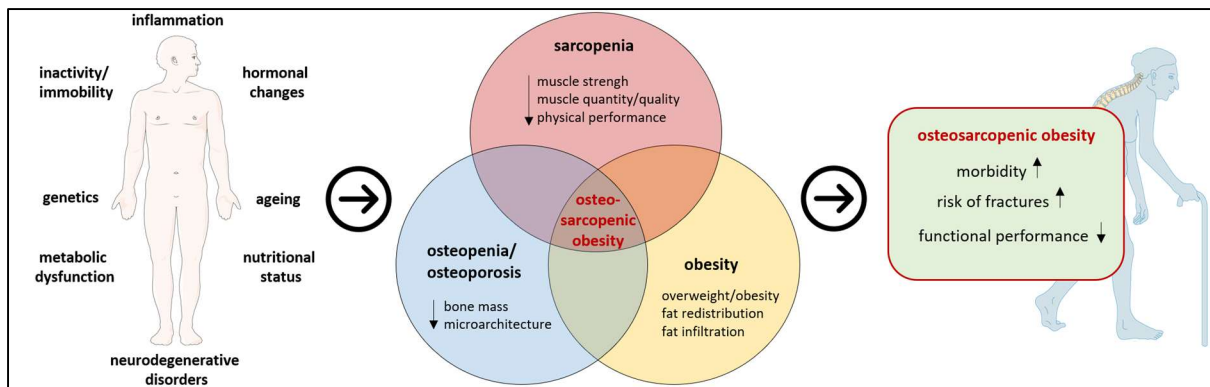 inflammation
inactivity/
immobility
hormonal
changes
genetics
ageing
metabolic
dysfunction
nutritional
status
neurodegenerative
disorders
sarcopenia
muscle strengh
muscle quantity/quality
physical performance
osteo-
sarcopenic
obesity
osteopenia/
osteoporosis
bone mass
microarchitecture
obesity
overweight/obesity
fat redistribution
fat infiltration
osteosarcopenic obesity
morbidity
risk of fractures
functional performance